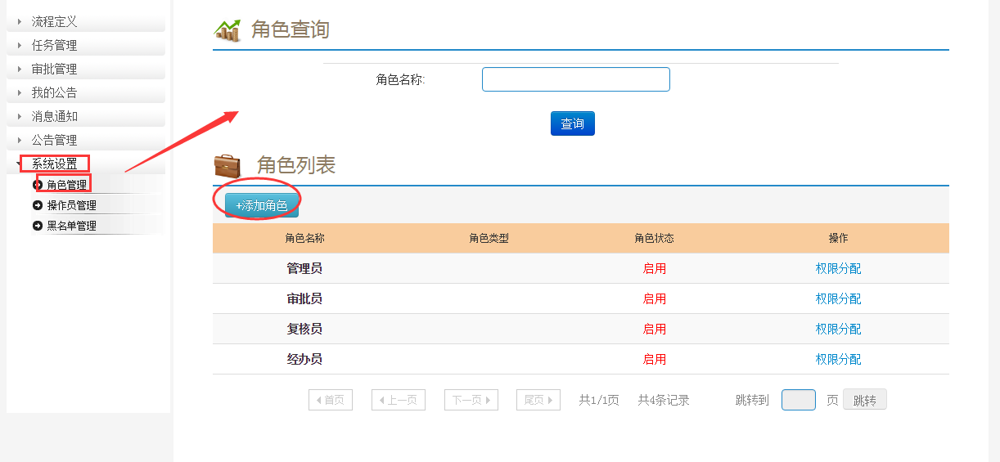 流程定义
任务管理
审批管理
我的公告
消息通知
公告管理
系统设置
角色管理
操作员管理
黑名单管理
角色查询
角色名称:
查询
角色列表
+添加角色
角色名称 角色类型 角色状态 操作
管理员 启用 权限分配
审批员 启用 权限分配
复核员 启用 权限分配
经办员 启用 权限分配
首页 上一页 下一页 尾页 共1/1页 共4条记录 跳转到 页 跳转